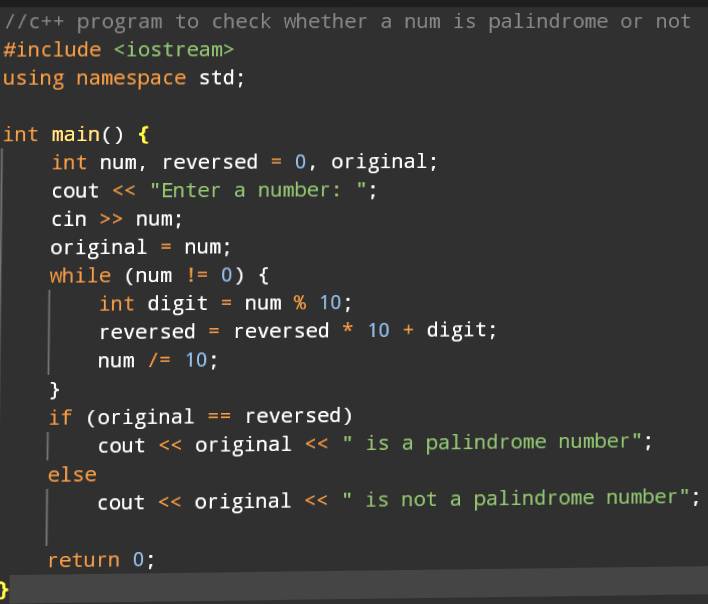 //c++ program to check whether a num is palindrome or not
#include <iostream>
using namespace std;
int main() {
int num, reversed = 0, original;
cout << "Enter a number: ";
cin >> num;
original = num;
while (num != 0) {
int digit = num % 10;
reversed = reversed * 10 + digit;
num /= 10;
}
if (original == reversed)
cout << original << " is a palindrome number";
else
cout << original << " is not a palindrome number";
return 0;
}